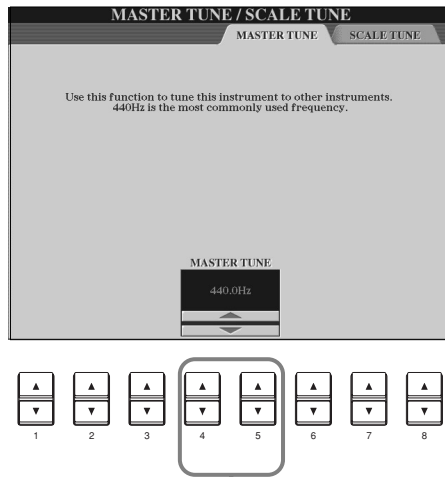 MASTER TUNE / SCALE TUNE
MASTER TUNE SCALE TUNE
Use this function to tune this instrument to other instruments.
440Hz is the most commonly used frequency.
MASTER TUNE
440.0Hz
1 2 3 4 5 6 7 8